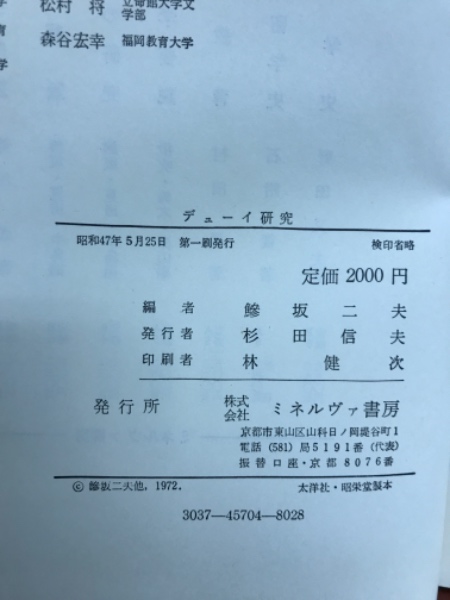 松村 将 立命館大学文学部
森谷宏幸 福岡教育大学
デューイ研究
昭和47年5月25日 第一刷発行 検印省略
定価 2000 円
編者 鰺坂二夫
発行者 杉田信夫
印刷者 林健次
発行所 株式会社 ミネルヴァ書房
京都市東山区山科日ノ岡堤谷町1
電話 (581) 局5191番 (代表)
振替口座・京都8076番
© 鰺坂二夫他, 1972. 太洋社・昭栄堂製本
3037—45704—8028